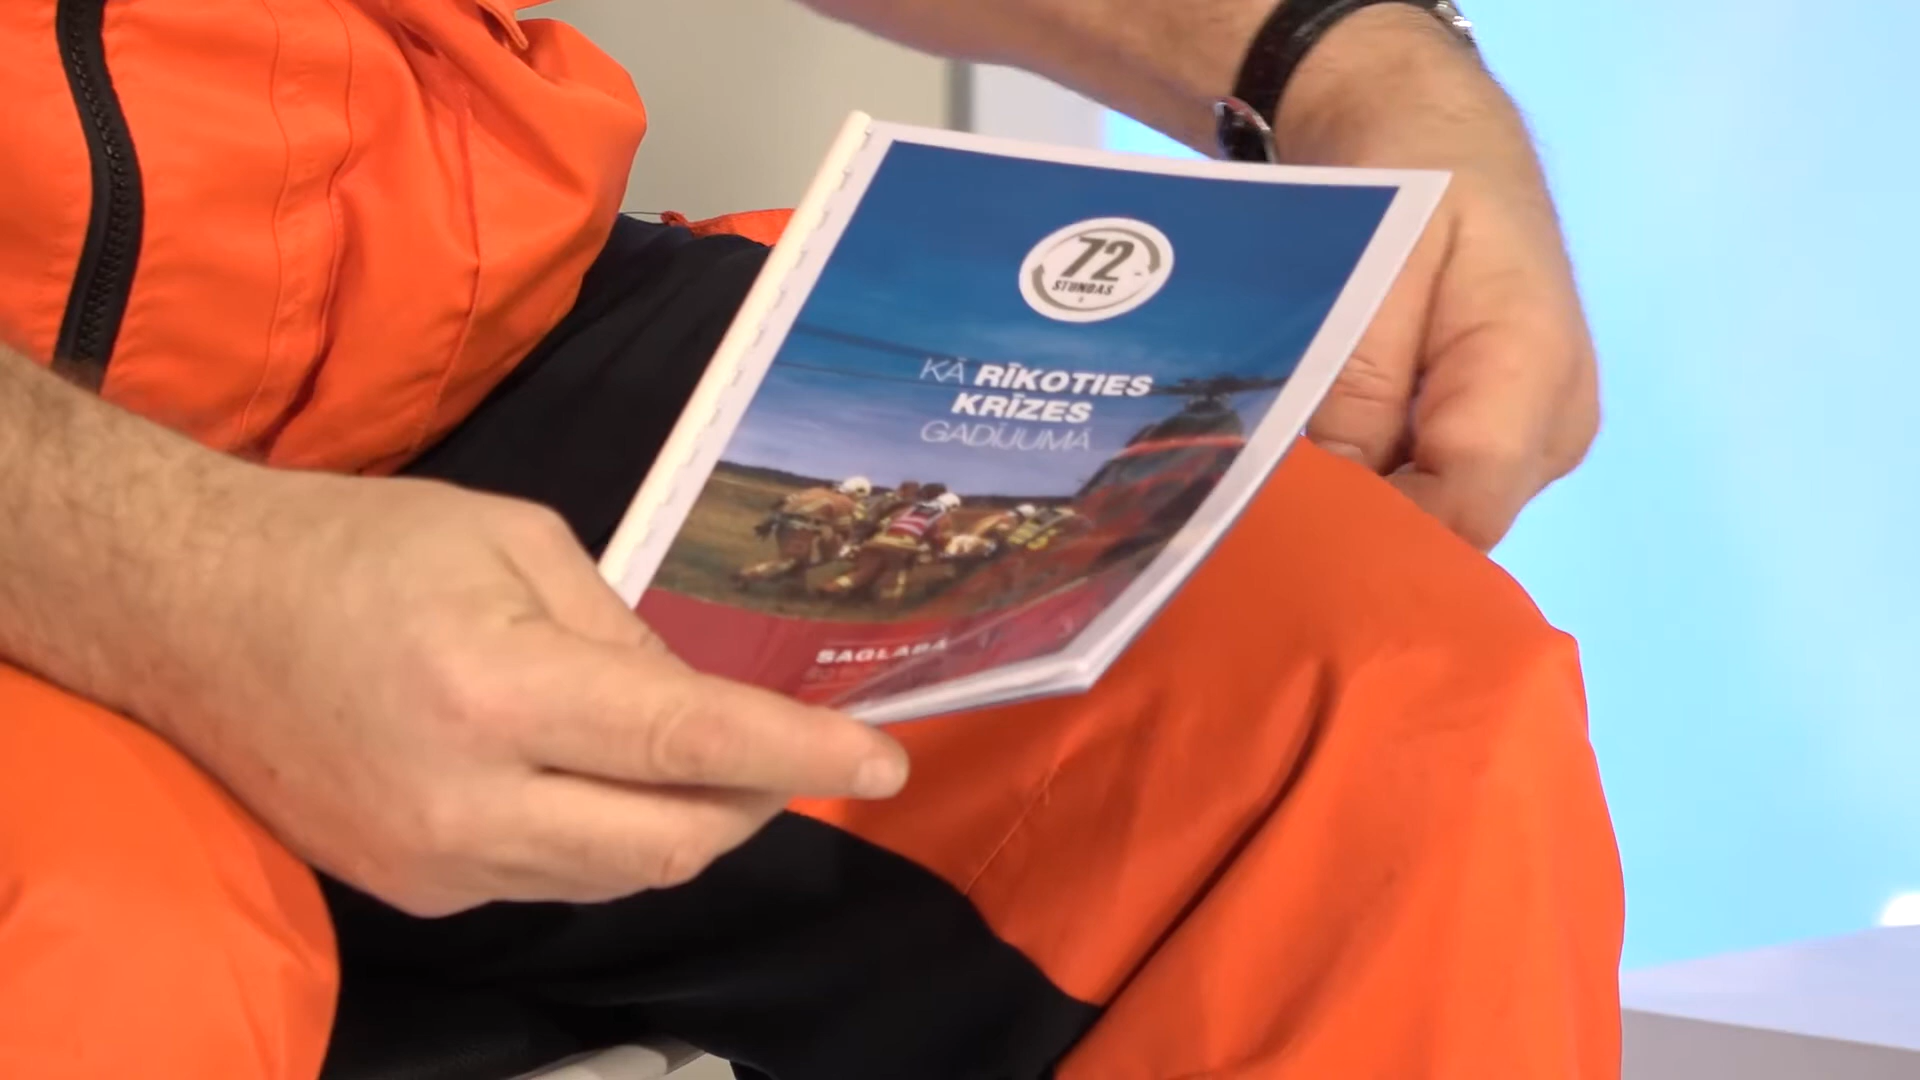 72
STUNDAS
KĀ RĪKOTIES
KRĪZES
GADĪJUMĀ
SAGLABĀ